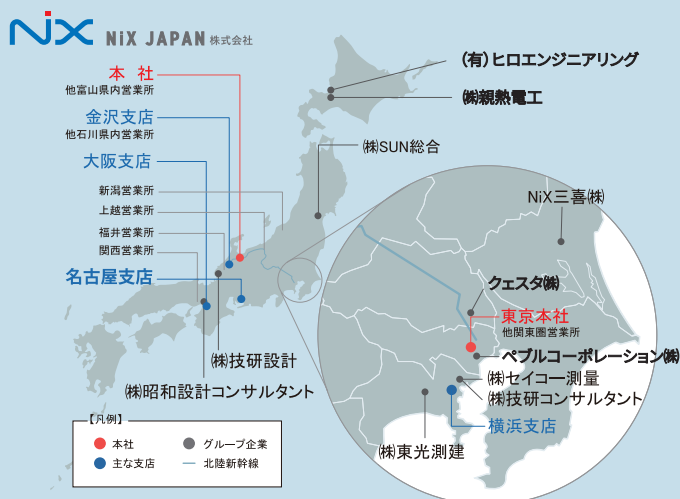 NiX
NiX JAPAN 株式会社
本 社
他富山県内営業所
金沢支店
他石川県内営業所
大阪支店
新潟営業所
上越営業所
福井営業所
関西営業所
名古屋支店
(有)ヒロエンジニアリング
㈱親熱電工
㈱SUN総合
㈱技研設計
㈱昭和設計コンサルタント
NiX三喜㈱
クェスタ㈱
東京本社
他関東圏営業所
ペブルコーポレーション㈱
㈱セイコー測量
㈱技研コンサルタント
横浜支店
㈱東光測建
【凡例】
本社
グループ企業
主な支店
北陸新幹線